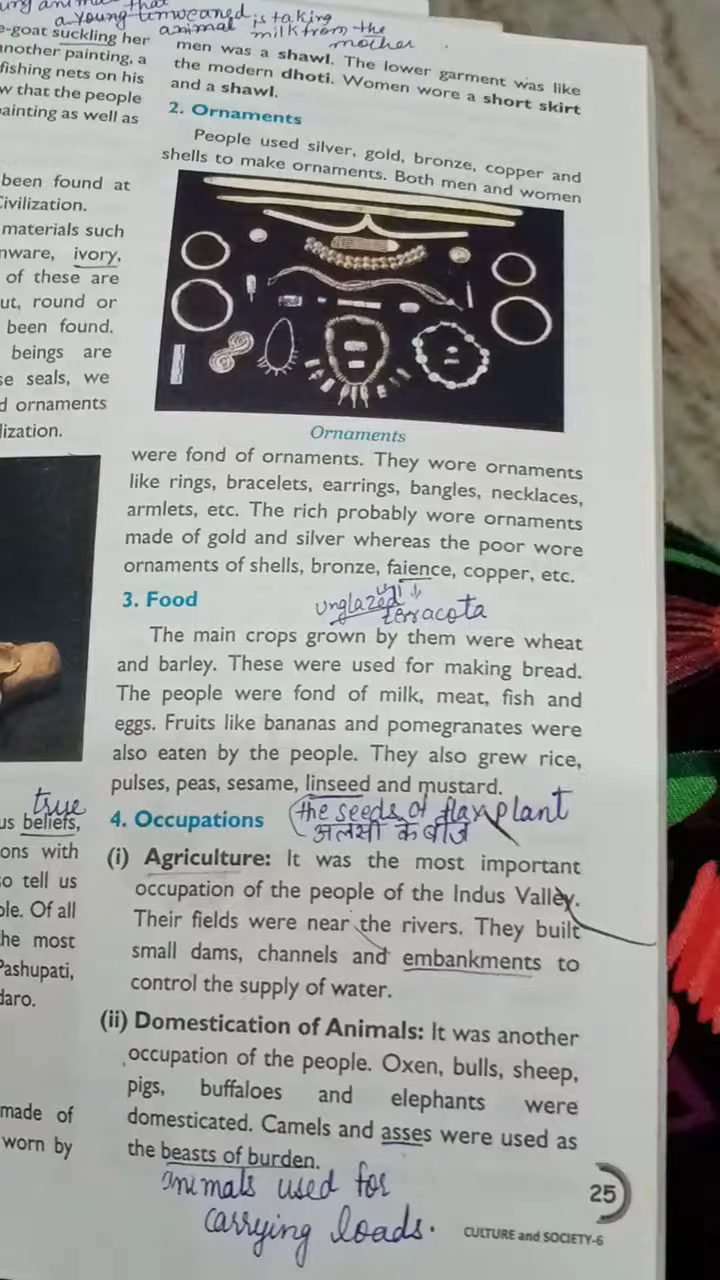 a young unweaned is taking
animal milk from the
mother
e-goat suckling her
nother painting, a
fishing nets on his
w that the people
ainting as well as
been found at
Civilization.
materials such
nware, ivory,
of these are
ut, round or
been found.
beings are
se seals, we
d ornaments
lization.
true
us beliefs,
ons with
so tell us
ole. Of all
he most
Pashupati,
daro.
made of
worn by
men was a shawl. The lower garment was like
the modern dhoti. Women wore a short skirt
and a shawl.
2. Ornaments
People used silver, gold, bronze, copper and
shells to make ornaments. Both men and women
Ornaments
were fond of ornaments. They wore ornaments
like rings, bracelets, earrings, bangles, necklaces,
armlets, etc. The rich probably wore ornaments
made of gold and silver whereas the poor wore
ornaments of shells, bronze, faience, copper, etc.
unglazed
terracota
3. Food
The main crops grown by them were wheat
and barley. These were used for making bread.
The people were fond of milk, meat, fish and
eggs. Fruits like bananas and pomegranates were
also eaten by the people. They also grew rice,
pulses, peas, sesame, linseed and mustard.
the seeds of flax plant
अलसी के बीज
4. Occupations
(i) Agriculture: It was the most important
occupation of the people of the Indus Valley.
Their fields were near the rivers. They built
small dams, channels and embankments to
control the supply of water.
(ii) Domestication of Animals: It was another
occupation of the people. Oxen, bulls, sheep,
pigs, buffaloes and elephants were
domesticated. Camels and asses were used as
the beasts of burden.
animals used for
carrying loads.
25
CULTURE and SOCIETY-6